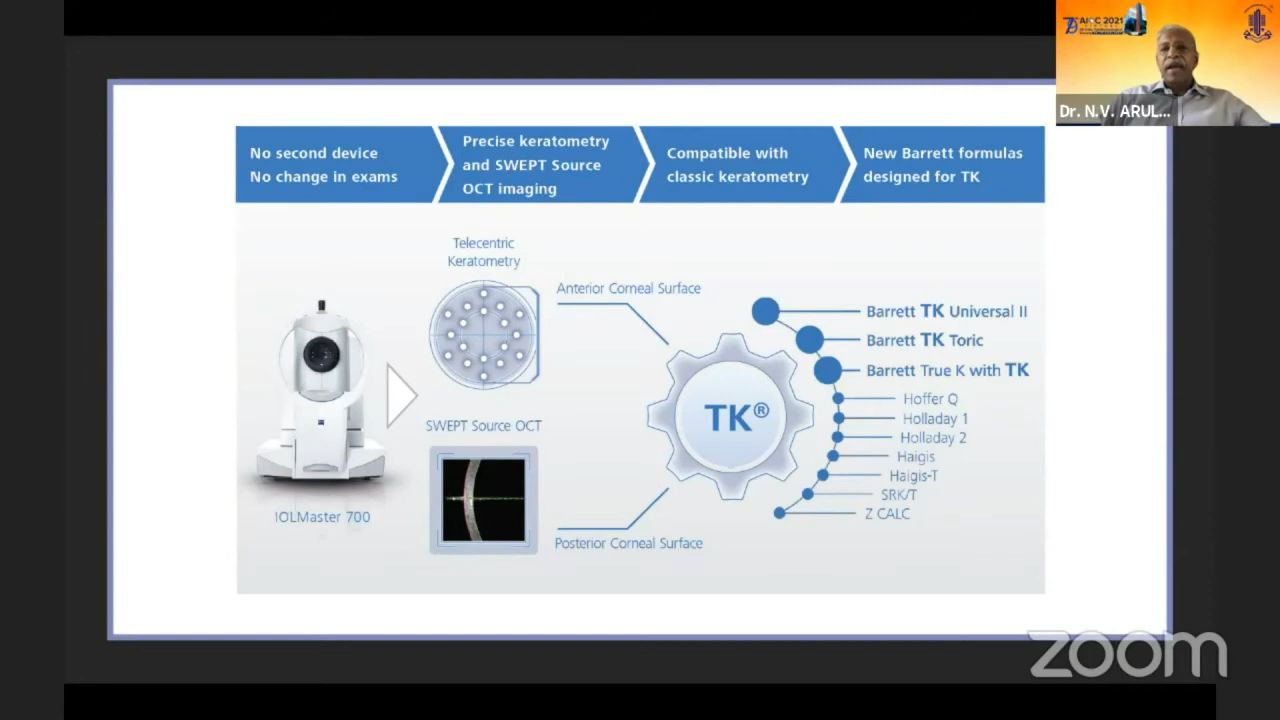 No second device
No change in exams
Precise keratometry
and SWEPT Source
OCT imaging
Compatible with
classic keratometry
New Barrett formulas
designed for TK
Telecentric
Keratometry
Anterior Corneal Surface
SWEPT Source OCT
Posterior Corneal Surface
IOLMaster 700
TK®
Barrett TK Universal II
Barrett TK Toric
Barrett True K with TK
Hoffer Q
Holladay 1
Holladay 2
Haigis
Haigis-T
SRK/T
Z CALC
AIOC 2021
Dr. N.V. ARUL...
zoom